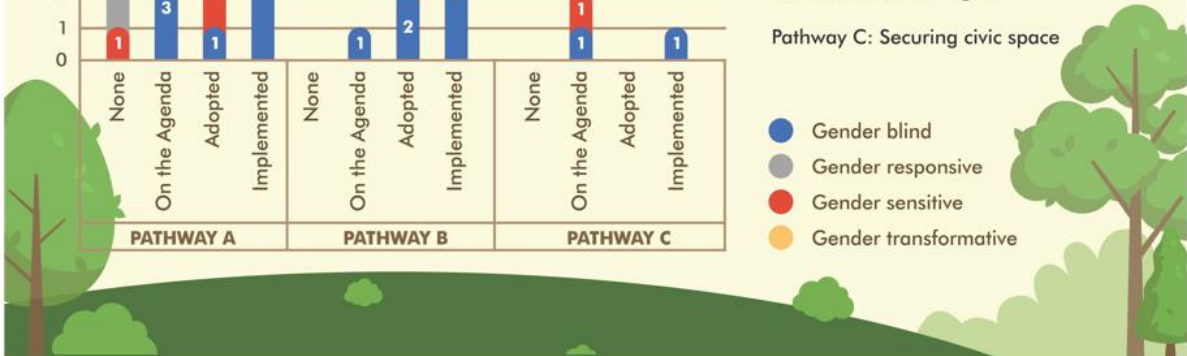 3
1
1
1
1
1
2
1
1
0
None
On the Agenda
Adopted
Implemented
None
On the Agenda
Adopted
Implemented
None
On the Agenda
Adopted
Implemented
PATHWAY A
PATHWAY B
PATHWAY C
Pathway C: Securing civic space
Gender blind
Gender responsive
Gender sensitive
Gender transformative